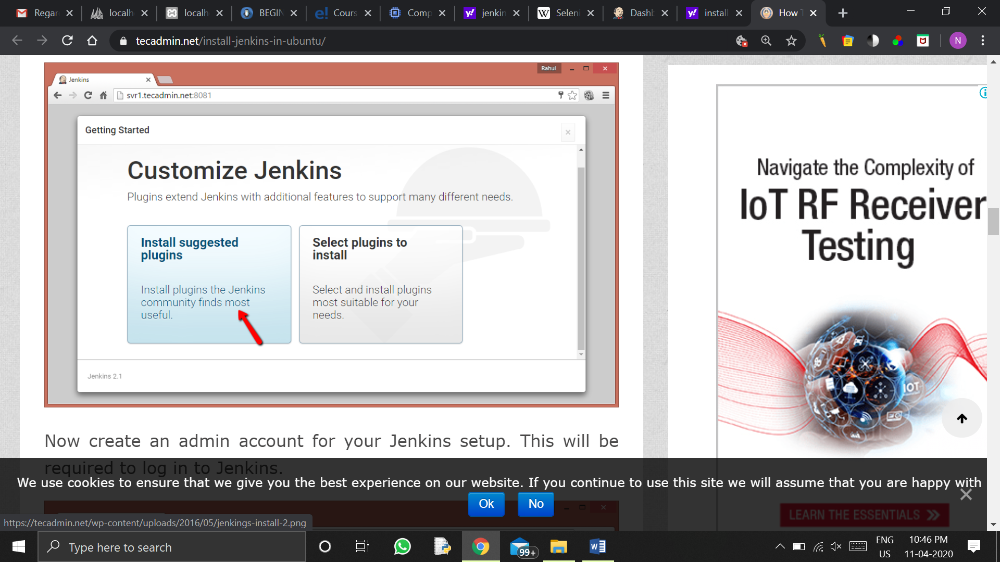 Regar
localh
localh
BEGIN
Cours
Comp
jenkin
Seleni
Dashb
install
How T
tecadmin.net/install-jenkins-in-ubuntu/
N
Rahul
Jenkins
svr1.tecadmin.net:8081
Getting Started
Customize Jenkins
Plugins extend Jenkins with additional features to support many different needs.
Install suggested
plugins
Install plugins the Jenkins
community finds most
useful.
Select plugins to
install
Select and install plugins
most suitable for your
needs.
Jenkins 2.1
Navigate the Complexity of
IoT RF Receiver
Testing
IOT
Now create an admin account for your Jenkins setup. This will be
required to log in to Jenkins.
We use cookies to ensure that we give you the best experience on our website. If you continue to use this site we will assume that you are happy with
Ok
No
LEARN THE ESSENTIALS
https://tecadmin.net/wp-content/uploads/2016/05/jenkings-install-2.png
Type here to search
99+
ENG
US
10:46 PM
11-04-2020